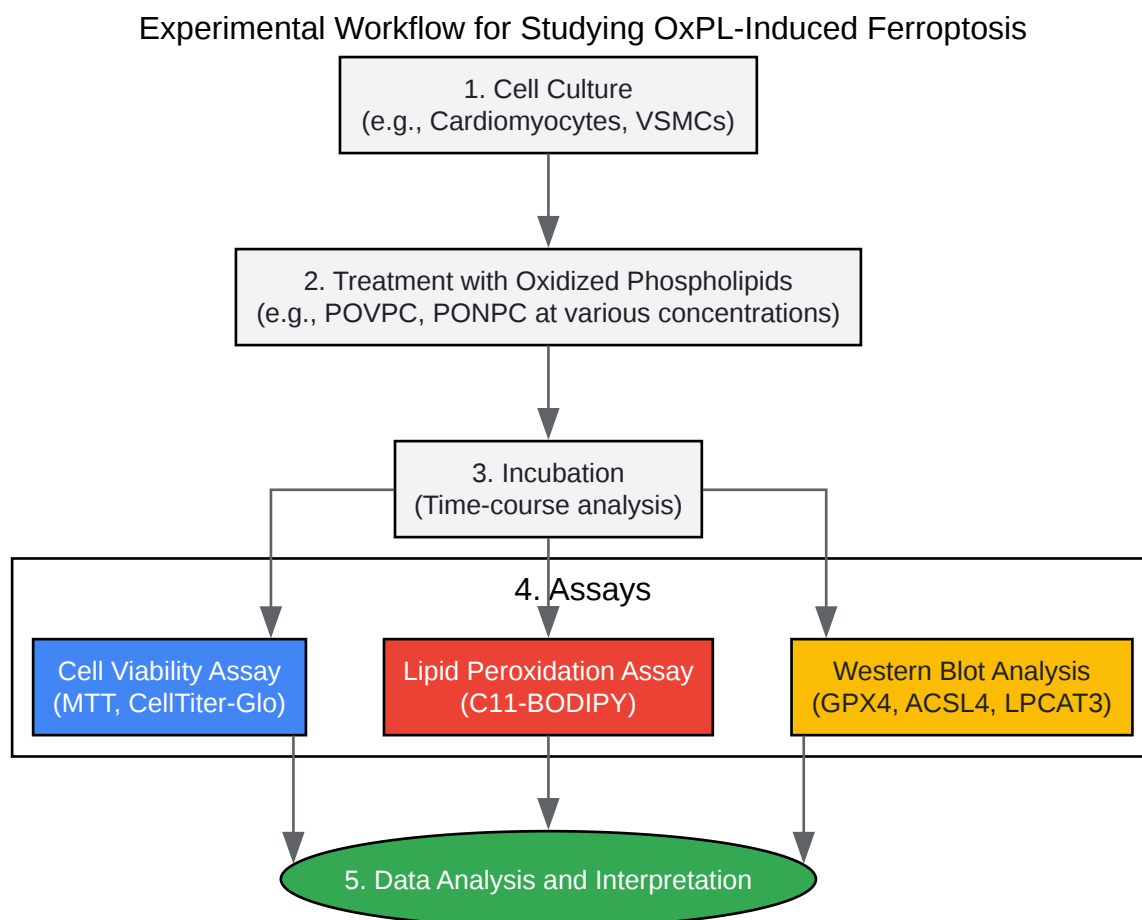 Experimental Workflow for Studying OxPL-Induced Ferroptosis
1. Cell Culture
(e.g., Cardiomyocytes, VSMCs)
2. Treatment with Oxidized Phospholipids
(e.g., POVPC, PONPC at various concentrations)
3. Incubation
(Time-course analysis)
4. Assays
Cell Viability Assay
(MTT, CellTiter-Glo)
Lipid Peroxidation Assay
(C11-BODIPY)
Western Blot Analysis
(GPX4, ACSL4, LPCAT3)
5. Data Analysis and Interpretation